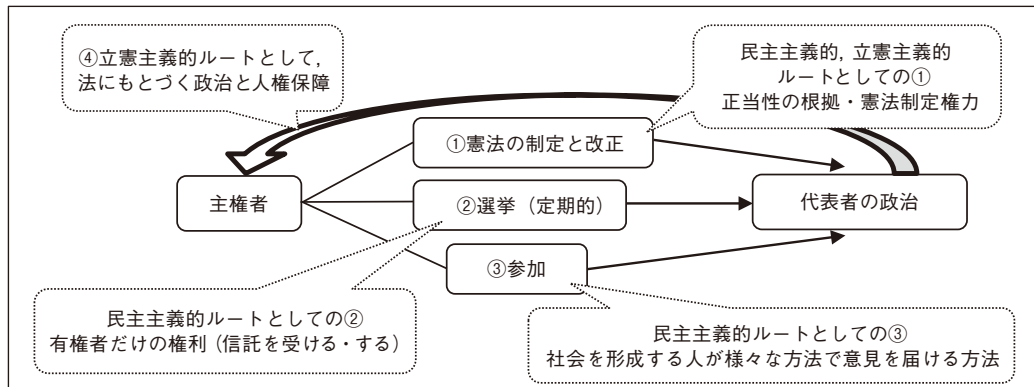 ④立憲主義的ルートとして,
法にもとづく政治と人権保障
民主主義的, 立憲主義的
ルートとしての①
正当性の根拠・憲法制定権力
①憲法の制定と改正
主権者
②選挙（定期的）
代表者の政治
③参加
民主主義的ルートとしての②
有権者だけの権利（信託を受ける・する）
民主主義的ルートとしての③
社会を形成する人が様々な方法で意見を届ける方法